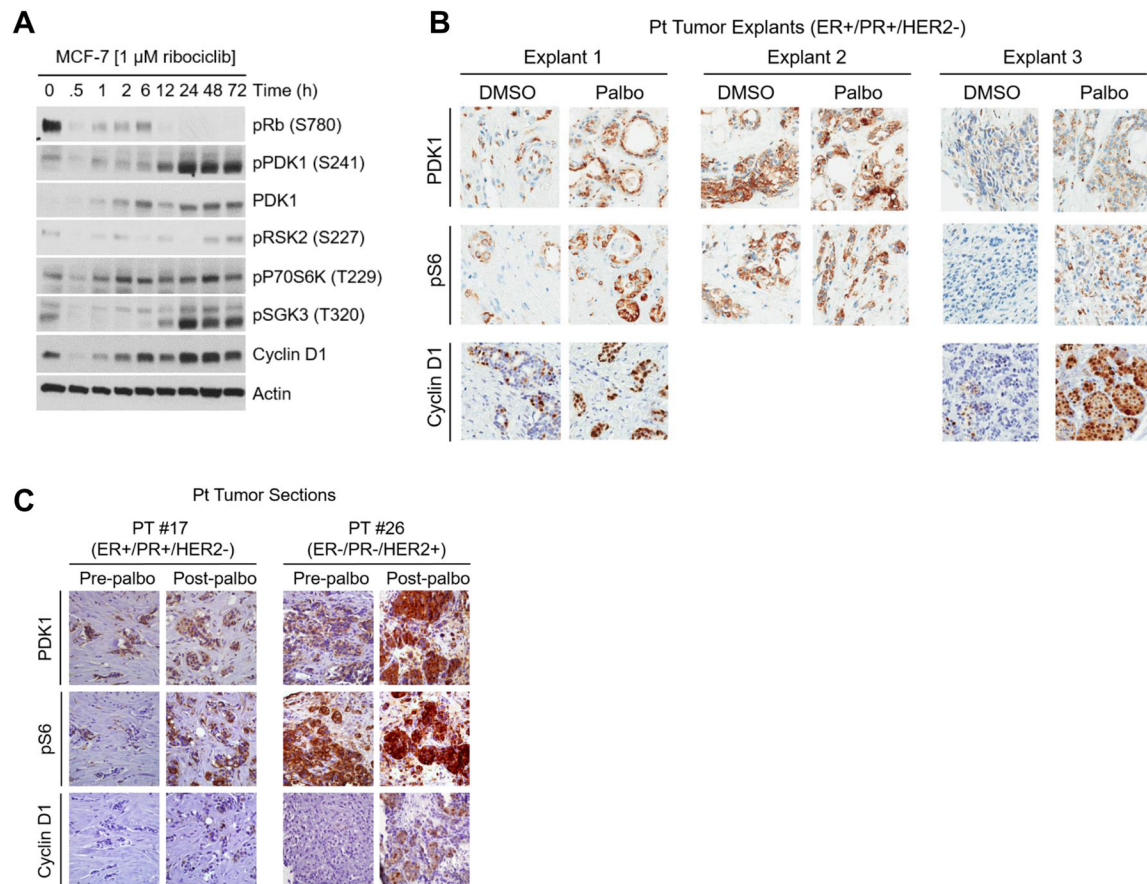 A
MCF-7 [1 µM ribociclib]
0 .5 1 2 6 12 24 48 72 Time (h)
pRb (S780)
pPDK1 (S241)
PDK1
pRSK2 (S227)
pP70S6K (T229)
pSGK3 (T320)
Cyclin D1
Actin
B
Pt Tumor Explants (ER+/PR+/HER2-)
Explant 1 Explant 2 Explant 3
DMSO Palbo DMSO Palbo DMSO Palbo
PDK1
pS6
Cyclin D1
C
Pt Tumor Sections
PT #17 PT #26
(ER+/PR+/HER2-) (ER-/PR-/HER2+)
Pre-palbo Post-palbo Pre-palbo Post-palbo
PDK1
pS6
Cyclin D1